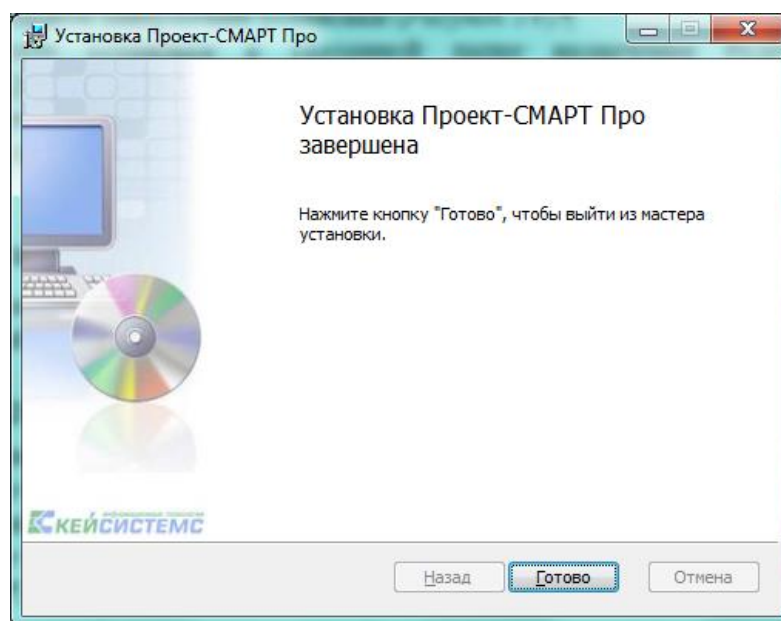 Установка Проект-СМАРТ Про
Установка Проект-СМАРТ Про
завершена
Нажмите кнопку "Готово", чтобы выйти из мастера
установки.
КЕЙСИСТЕМС
Назад
Готово
Отмена